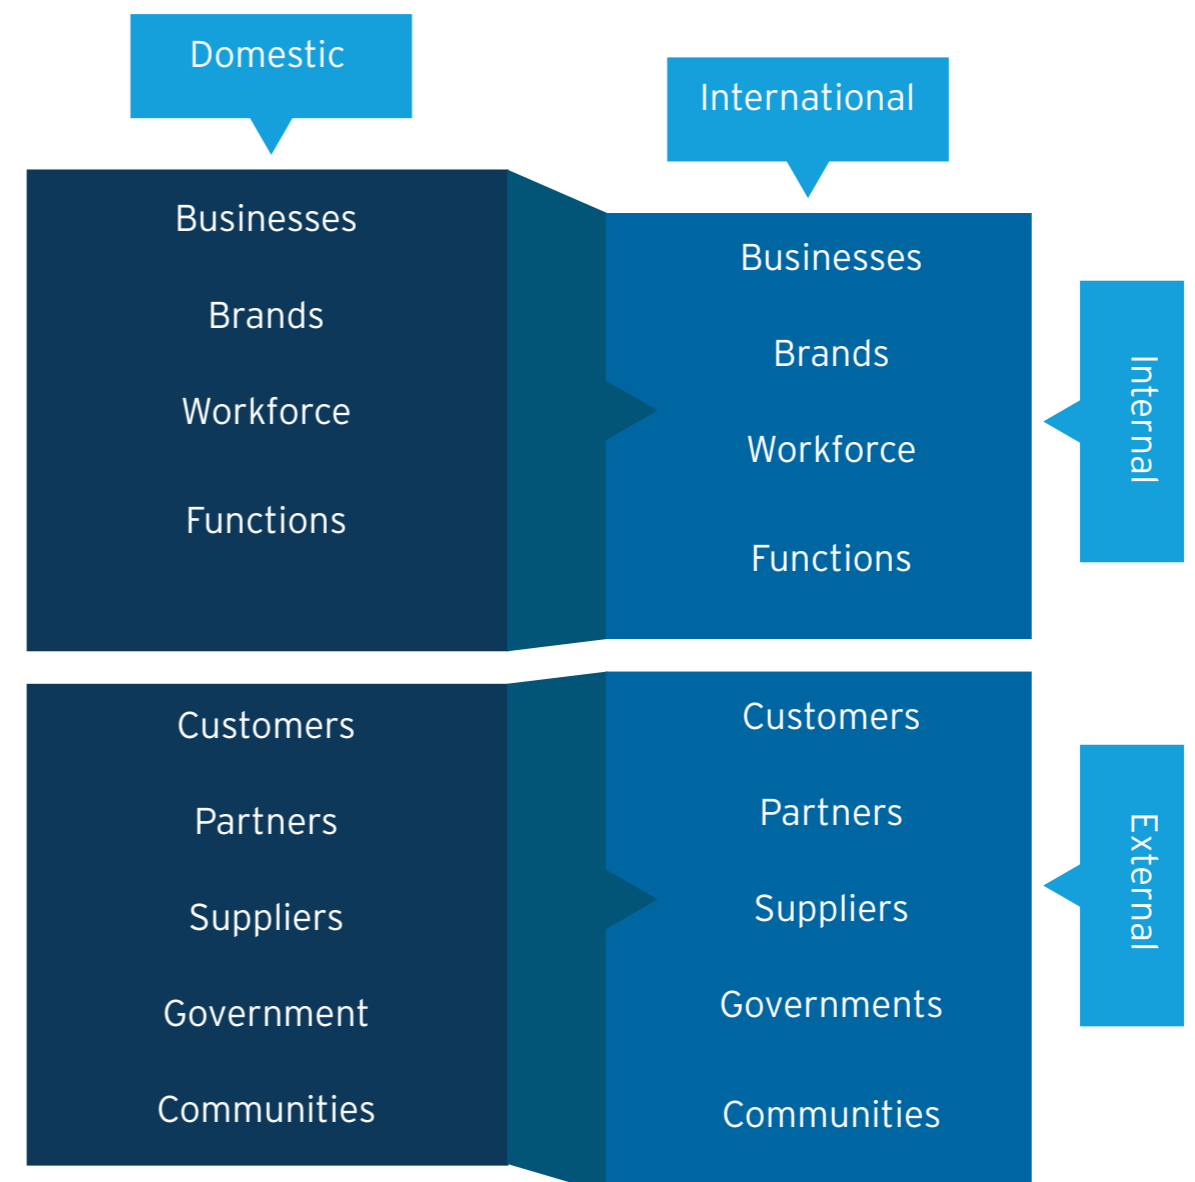 Domestic
International
Businesses
Brands
Workforce
Functions
Businesses
Brands
Workforce
Functions
Internal
Customers
Partners
Suppliers
Government
Communities
Customers
Partners
Suppliers
Governments
Communities
External